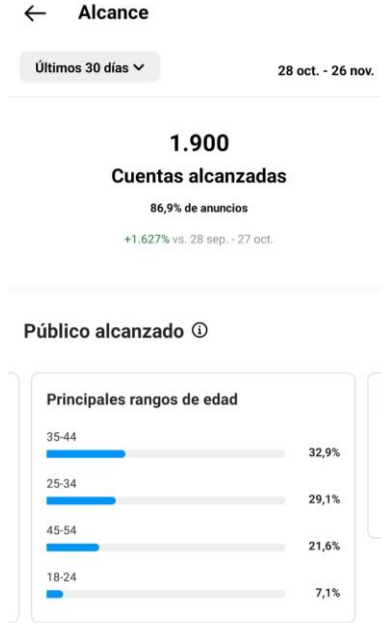 Alcance
Últimos 30 días
28 oct. - 26 nov.
1.900
Cuentas alcanzadas
86,9% de anuncios
+1.627% vs. 28 sep. - 27 oct.
Público alcanzado
Principales rangos de edad
35-44
32,9%
25-34
29,1%
45-54
21,6%
18-24
7,1%